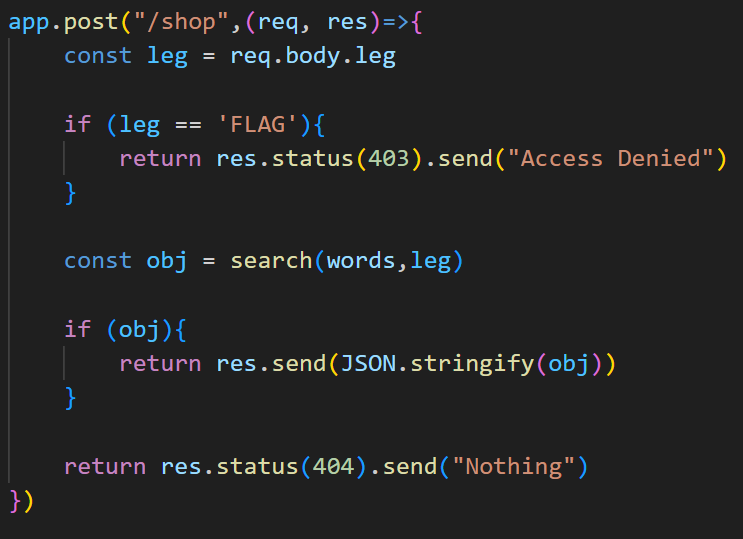 app.post("/shop",(req, res)=>{
    const leg = req.body.leg
    if (leg == 'FLAG'){
        return res.status(403).send("Access Denied")
    }
    const obj = search(words,leg)
    if (obj){
        return res.send(JSON.stringify(obj))
    }
    return res.status(404).send("Nothing")
})